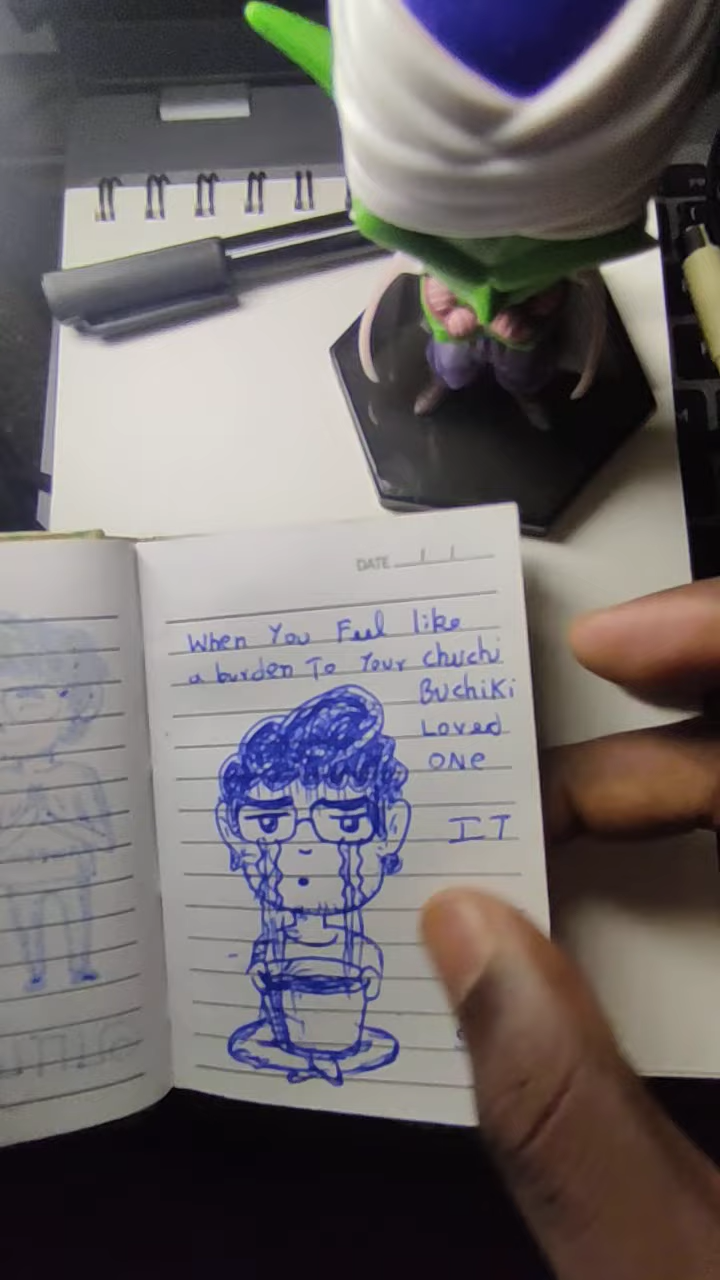 DATE
When You Feel like
a burden To Your chuchi
Buchiki
Loved
ONe
IT